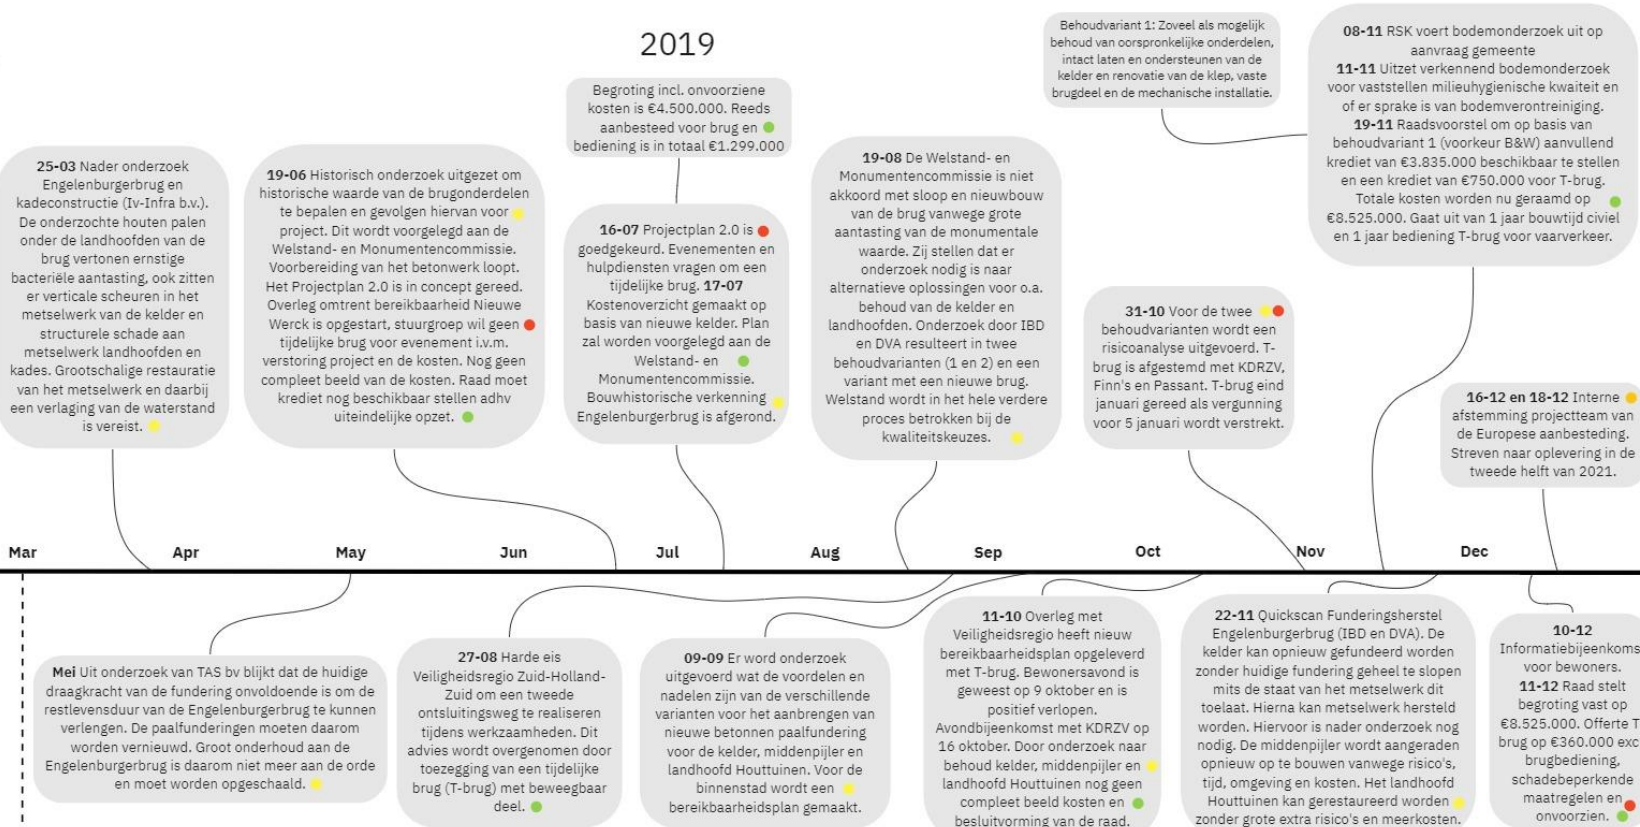 2019
Behoudvariant 1: Zoveel als mogelijk
behoud van oorspronkelijke onderdelen,
intact laten en ondersteunen van de
kelder en renovatie van de klep, vaste
brugdeel en de mechanische installatie.
08-11 RSK voert bodemonderzoek uit op
aanvraag gemeente
11-11 Uitzet verkennend bodemonderzoek
voor vaststellen milieuhygienische kwaiteit en
of er sprake is van bodemverontreiniging.
19-11 Raadsvoorstel om op basis van
behoudvariant 1 (voorkeur B&W) aanvullend
krediet van €3.835.000 beschikbaar te stellen
en een krediet van €750.000 voor T-brug.
Totale kosten worden nu geraamd op
€8.525.000. Gaat uit van 1 jaar bouwtijd civiel
en 1 jaar bediening T-brug voor vaarverkeer.
Begroting incl. onvoorziene
kosten is €4.500.000. Reeds
aanbesteed voor brug en
bediening is in totaal €1.299.000
25-03 Nader onderzoek
Engelenburgerbrug en
kadeconstructie (Iv-Infra b.v.).
De onderzochte houten palen
onder de landhoofden van de
brug vertonen ernstige
bacteriële aantasting, ook zitten
er verticale scheuren in het
metselwerk van de kelder en
structurele schade aan
metselwerk landhoofden en
kades. Grootschalige restauratie
van het metselwerk en daarbij
een verlaging van de waterstand
is vereist.
19-06 Historisch onderzoek uitgezet om
historische waarde van de brugonderdelen
te bepalen en gevolgen hiervan voor
project. Dit wordt voorgelegd aan de
Welstand- en Monumentencommissie.
Voorbereiding van het betonwerk loopt.
Het Projectplan 2.0 is in concept gereed.
Overleg omtrent bereikbaarheid Nieuwe
Werck is opgestart, stuurgroep wil geen
tijdelijke brug voor evenement i.v.m.
verstoring project en de kosten. Nog geen
compleet beeld van de kosten. Raad moet
krediet nog beschikbaar stellen adhv
uiteindelijke opzet.
16-07 Projectplan 2.0 is
goedgekeurd. Evenementen en
hulpdiensten vragen om een
tijdelijke brug. 17-07
Kostenoverzicht gemaakt op
basis van nieuwe kelder. Plan
zal worden voorgelegd aan de
Welstand- en
Monumentencommissie.
Bouwhistorische verkenning
Engelenburgerbrug is afgerond.
19-08 De Welstand- en
Monumentencommissie is niet
akkoord met sloop en nieuwbouw
van de brug vanwege grote
aantasting van de monumentale
waarde. Zij stellen dat er
onderzoek nodig is naar
alternatieve oplossingen voor o.a.
behoud van de kelder en
landhoofden. Onderzoek door IBD
en DVA resulteert in twee
behoudvarianten (1 en 2) en een
variant met een nieuwe brug.
Welstand wordt in het hele verdere
proces betrokken bij de
kwaliteitskeuzes.
31-10 Voor de twee
behoudvarianten wordt een
risicoanalyse uitgevoerd. T-
brug is afgestemd met KDRZV,
Finn's en Passant. T-brug eind
januari gereed als vergunning
voor 5 januari wordt verstrekt.
16-12 en 18-12 Interne
afstemming projectteam van
de Europese aanbesteding.
Streven naar oplevering in de
tweede helft van 2021.
Mar Apr May Jun Jul Aug Sep Oct Nov Dec
Mei Uit onderzoek van TAS bv blijkt dat de huidige
draagkracht van de fundering onvoldoende is om de
restlevensduur van de Engelenburgerbrug te kunnen
verlengen. De paalfunderingen moeten daarom
worden vernieuwd. Groot onderhoud aan de
Engelenburgerbrug is daarom niet meer aan de orde
en moet worden opgeschaald.
27-08 Harde eis
Veiligheidsregio Zuid-Holland-
Zuid om een tweede
ontsluitingsweg te realiseren
tijdens werkzaamheden. Dit
advies wordt overgenomen door
toezegging van een tijdelijke
brug (T-brug) met beweegbaar
deel.
09-09 Er word onderzoek
uitgevoerd wat de voordelen en
nadelen zijn van de verschillende
varianten voor het aanbrengen van
nieuwe betonnen paalfundering
voor de kelder, middenpijler en
landhoofd Houttuinen. Voor de
binnenstad wordt een
bereikbaarheidsplan gemaakt.
11-10 Overleg met
Veiligheidsregio heeft nieuw
bereikbaarheidsplan opgeleverd
met T-brug. Bewonersavond is
geweest op 9 oktober en is
positief verlopen.
Avondbijeenkomst met KDRZV op
16 oktober. Door onderzoek naar
behoud kelder, middenpijler en
landhoofd Houttuinen nog geen
compleet beeld kosten en
besluitvorming van de raad.
22-11 Quickscan Funderingsherstel
Engelenburgerbrug (IBD en DVA). De
kelder kan opnieuw gefundeerd worden
zonder huidige fundering geheel te slopen
mits de staat van het metselwerk dit
toelaat. Hierna kan metselwerk hersteld
worden. Hiervoor is nader onderzoek nog
nodig. De middenpijler wordt aangeraden
opnieuw op te bouwen vanwege risico's,
tijd, omgeving en kosten. Het landhoofd
Houttuinen kan gerestaureerd worden
zonder grote extra risico's en meerkosten.
10-12
Informatiebijeenkoms
voor bewoners.
11-12 Raad stelt
begroting vast op
€8.525.000. Offerte T
brug op €360.000 exc
brugbediening,
schadebeperkende
maatregelen en
onvoorzien.